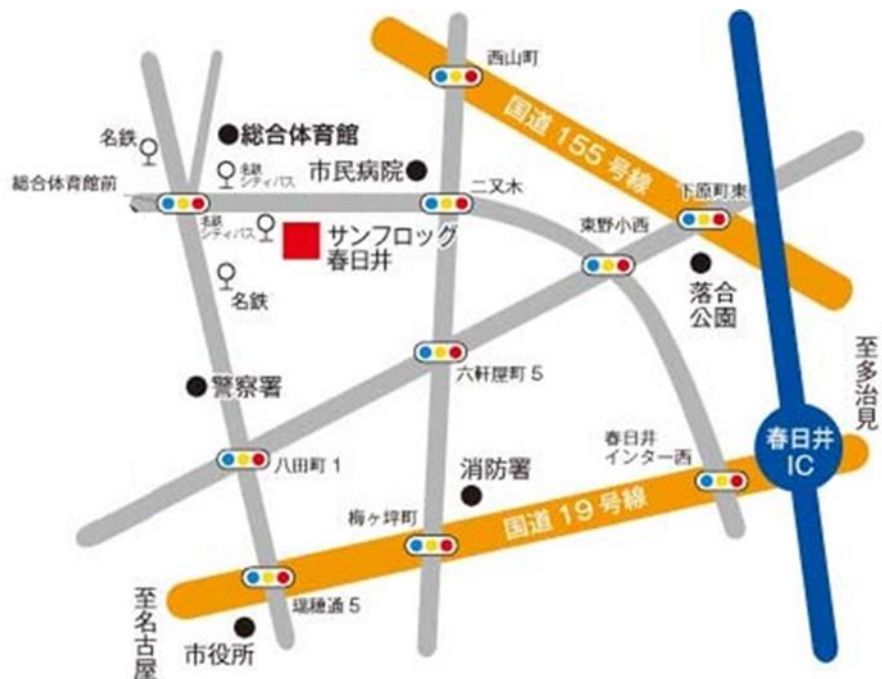 西山町
国道155号線
名鉄
総合体育館
名鉄
シティバス
市民病院
総合体育館前
二又木
下原町東
東野小西
名鉄
シティバス
サンフロッグ
春日井
名鉄
落合
公園
六軒屋町5
警察署
至多治見
春日井
IC
八田町1
消防署
春日井
インター西
梅ヶ坪町
国道19号線
瑞穂通5
至名古屋
市役所